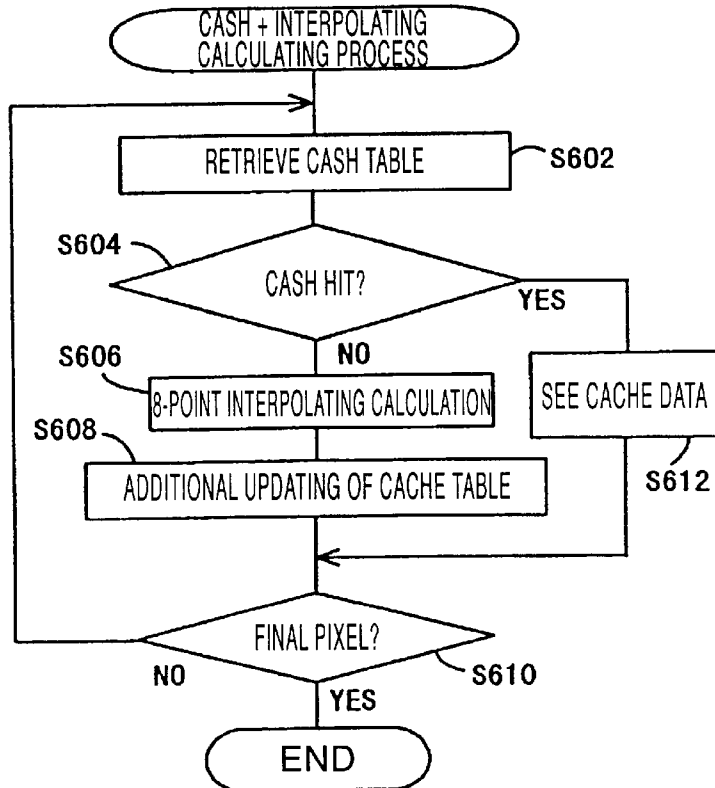 CASH + INTERPOLATING
CALCULATING PROCESS
RETRIEVE CASH TABLE
S602
S604
CASH HIT?
YES
NO
S606
8-POINT INTERPOLATING CALCULATION
SEE CACHE DATA
S608
ADDITIONAL UPDATING OF CACHE TABLE
S612
FINAL PIXEL?
NO
S610
YES
END